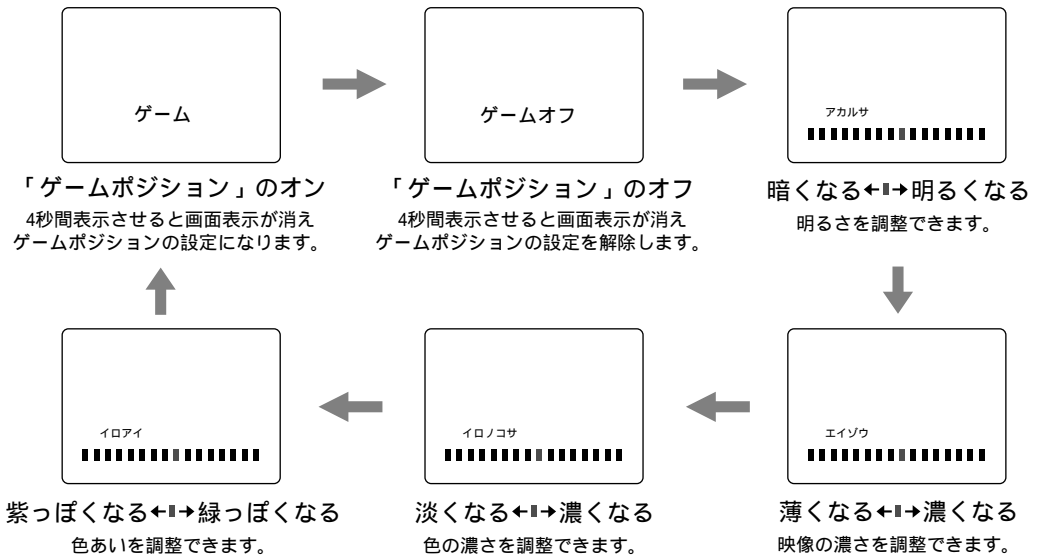 ゲーム
「ゲームポジション」のオン
4秒間表示させると画面表示が消え
ゲームポジションの設定になります。
ゲームオフ
「ゲームポジション」のオフ
4秒間表示させると画面表示が消え
ゲームポジションの設定を解除します。
アカルサ
暗くなる←▮→明るくなる
明るさを調整できます。
エイゾウ
薄くなる←▮→濃くなる
映像の濃さを調整できます。
イロノコサ
淡くなる←▮→濃くなる
色の濃さを調整できます。
イロアイ
紫っぽくなる←▮→緑っぽくなる
色あいを調整できます。